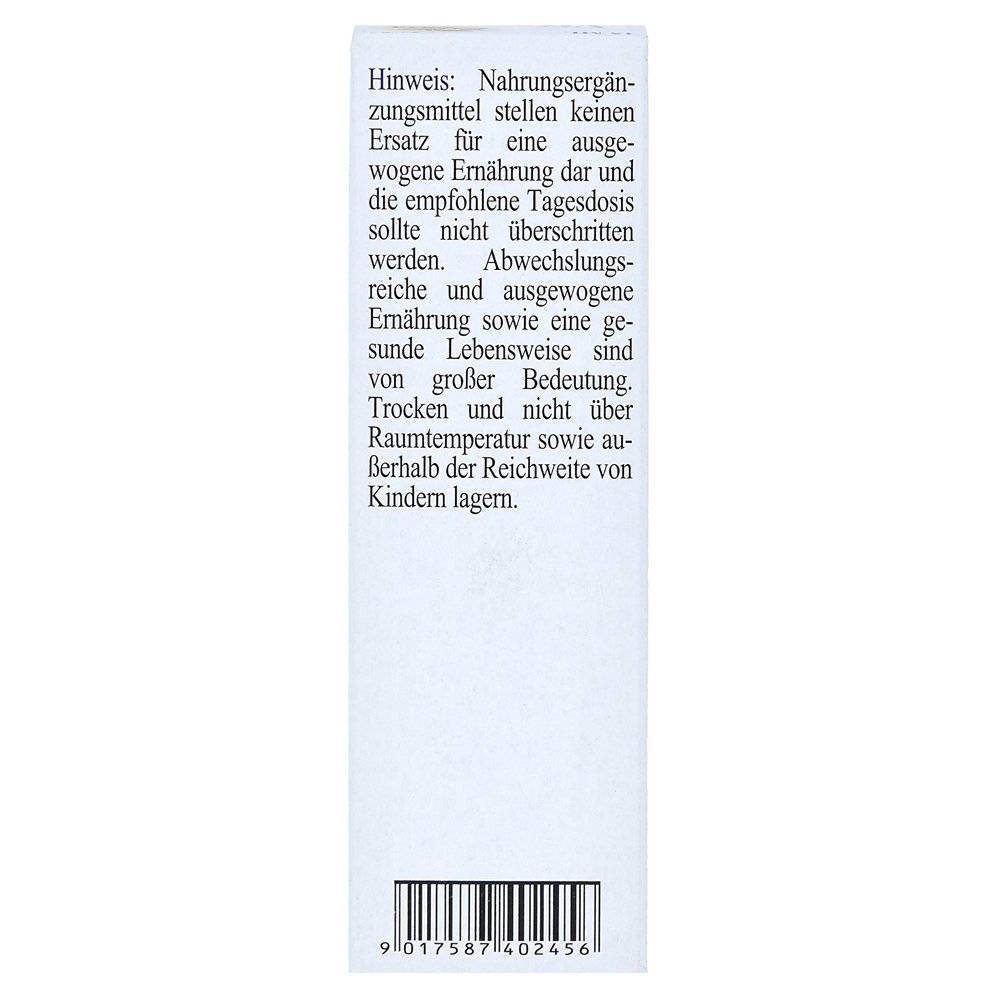 Hinweis: Nahrungsergän-
zungsmittel stellen keinen
Ersatz für eine ausge-
wogene Ernährung dar und
die empfohlene Tagesdosis
sollte nicht überschritten
werden. Abwechslungs-
reiche und ausgewogene
Ernährung sowie eine ge-
sunde Lebensweise sind
von großer Bedeutung.
Trocken und nicht über
Raumtemperatur sowie au-
ßerhalb der Reichweite von
Kindern lagern.
9 017587 402456